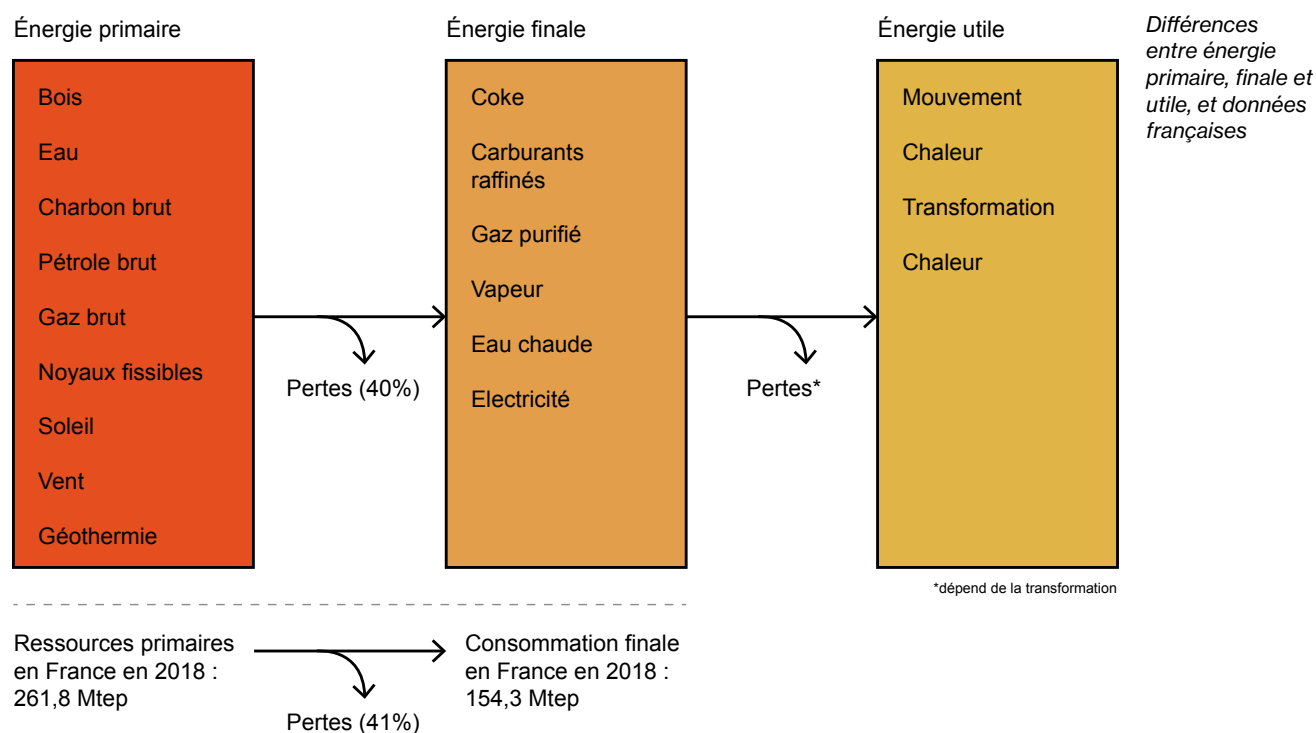 Énergie primaire
Bois
Eau
Charbon brut
Pétrole brut
Gaz brut
Noyaux fissibles
Soleil
Vent
Géothermie
Pertes (40%)
Énergie finale
Coke
Carburants
raffinés
Gaz purifié
Vapeur
Eau chaude
Electricité
Pertes*
Énergie utile
Mouvement
Chaleur
Transformation
Chaleur
*dépend de la transformation
Différences
entre énergie
primaire, finale et
utile, et données
françaises
Ressources primaires
en France en 2018 :
261,8 Mtep
Pertes (41%)
Consommation finale
en France en 2018 :
154,3 Mtep